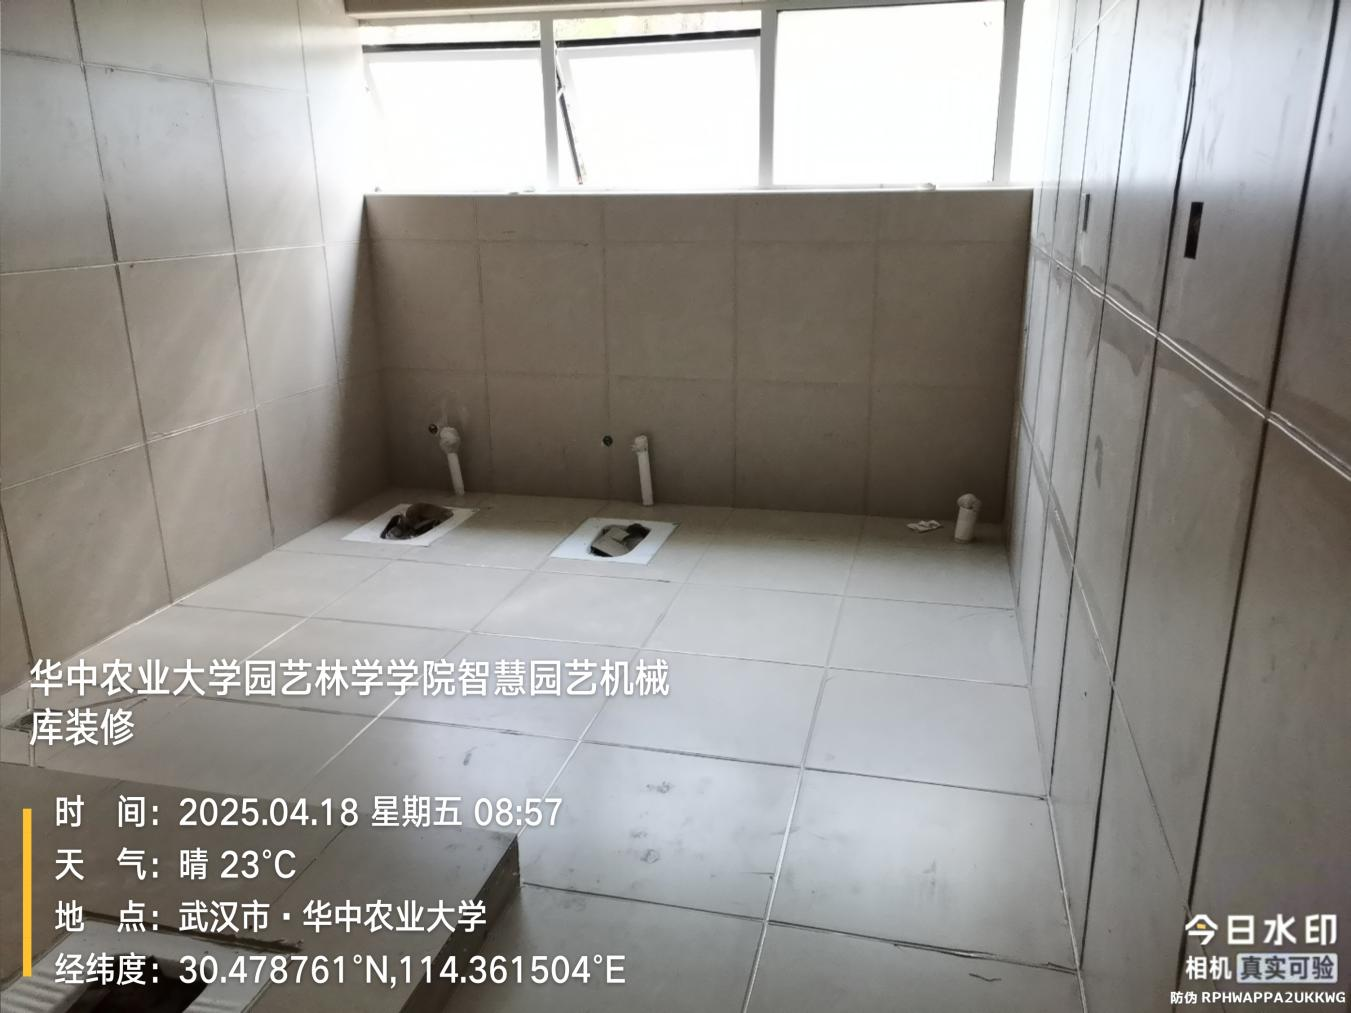 华中农业大学园艺林学学院智慧园艺机械
库装修
时 间：2025.04.18 星期五 08:57
天 气：晴 23°C
地 点：武汉市·华中农业大学
经纬度：30.478761°N,114.361504°E
今日水印
相机 真实可验
防伪 RPHWAPPA2UKKWG